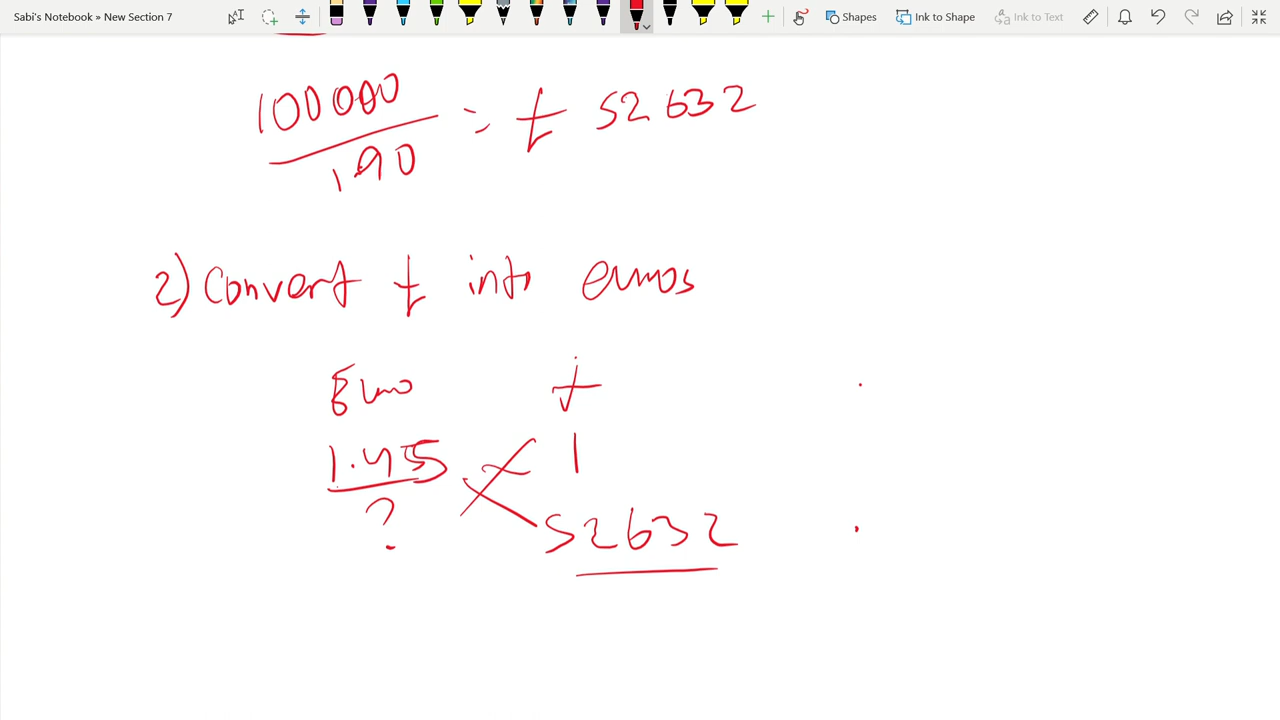 Sabi's Notebook » New Section 7 Shapes Ink to Shape Ink to Text
100000
190
= £ 52632
2) Convert £ into euros
Euro £
1.45 1
? 52632